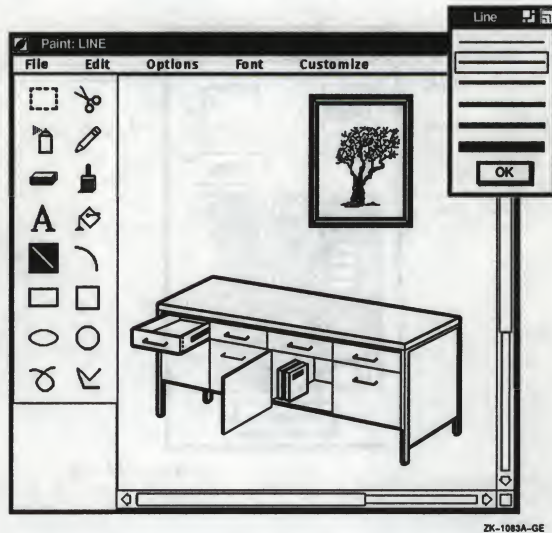 Line
Paint: LINE
File Edit Options Font Customize
A
OK
ZK-1083A-GE